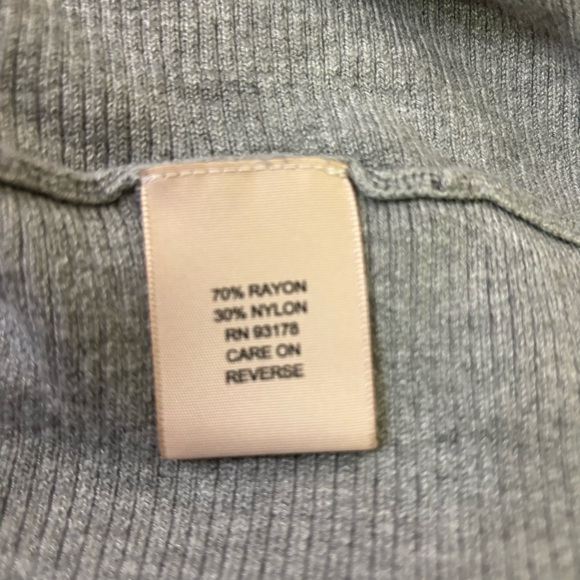 70% RAYON
30% NYLON
RN 93178
CARE ON
REVERSE